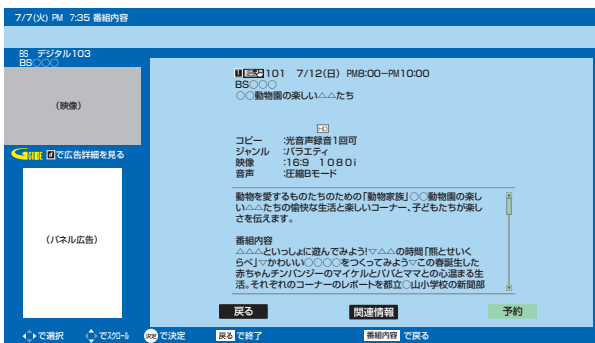 7/7(火) PM 7:35 番組内容
BS デジタル103
BS○○○
(映像)
Gガイド dで広告詳細を見る
(パネル広告)
101 7/12(日) PM8:00−PM10:00
BS○○○
○○動物園の楽しい△△たち
HD
コピー :光音声録音1回可
ジャンル :バラエティ
映像 :16:9 1080i
音声 :圧縮Bモード
動物を愛するものたちのための「動物家族」○○動物園の楽し
い△△たちの愉快な生活と楽しいコーナー、子どもたちが楽し
さを伝えます。
番組内容
△△△といっしょに遊んでみよう!▽△△の時間「熊とせいく
らべ」▽かわいい○○○○をつくってみよう▽この春誕生した
赤ちゃんチンパンジーのマイケルとパパとママとの心温まる生
活。それぞれのコーナーのレポートを都立○山小学校の新聞部
戻る 関連情報 予約
で選択 でスクロール 決定 で決定 戻る で終了 番組内容 で戻る